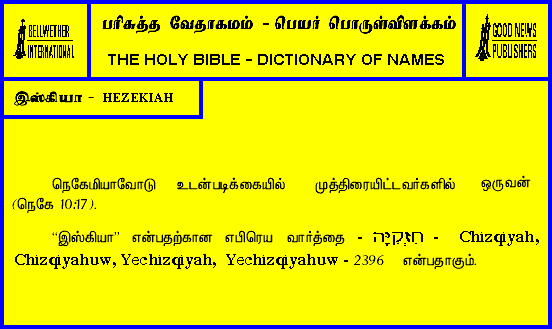 BELLWETHER
INTERNATIONAL
பரிசுத்த வேதாகமம் - பெயர் பொருள்விளக்கம்
THE HOLY BIBLE - DICTIONARY OF NAMES
GOOD NEWS
PUBLISHERS
இஸ்கியா - HEZEKIAH
நெகேமியாவோடு உடன்படிக்கையில் முத்திரையிட்டவர்களில் ஒருவன்
(நெகே 10:17).
“இஸ்கியா” என்பதற்கான எபிரெய வார்த்தை - חִזְקִיָּה - Chizqiyah,
Chizqiyahuw, Yechizqiyah, Yechizqiyahuw - 2396 என்பதாகும்.